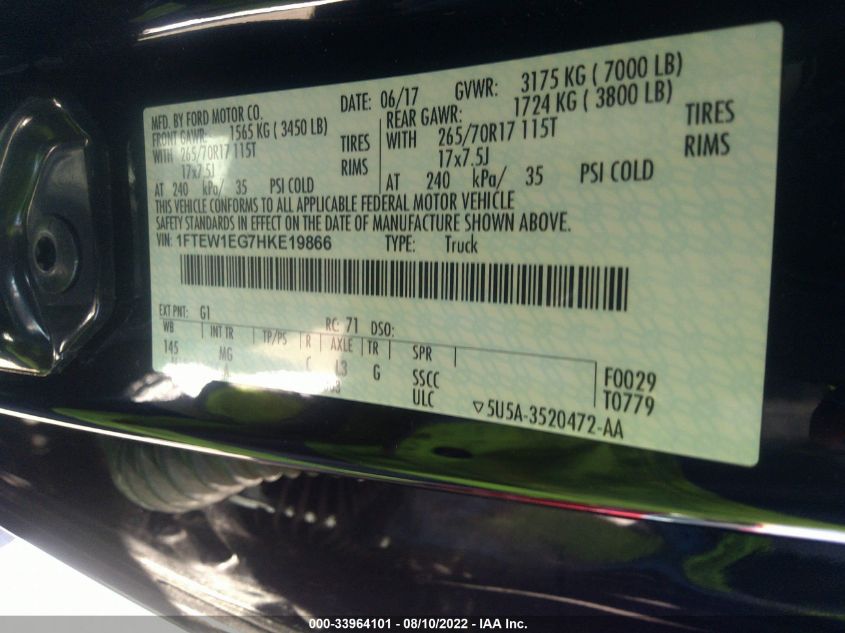 MFD. BY FORD MOTOR CO.
DATE: 06/17 GVWR: 3175 KG ( 7000 LB)
FRONT GAWR: 1565 KG ( 3450 LB)
REAR GAWR: 1724 KG ( 3800 LB)
WITH 265/70R17 115T TIRES
WITH 265/70R17 115T TIRES
17x7.5J RIMS
17x7.5J RIMS
AT 240 kPa/ 35 PSI COLD
AT 240 kPa/ 35 PSI COLD
THIS VEHICLE CONFORMS TO ALL APPLICABLE FEDERAL MOTOR VEHICLE
SAFETY STANDARDS IN EFFECT ON THE DATE OF MANUFACTURE SHOWN ABOVE.
VIN: 1FTEW1EG7HKE19866 TYPE: Truck
EXT PNT: G1 RC: 71 DSO:
WB INT TR TP/PS R AXLE TR SPR
145 MG C L3 G SSCC F0029
A ULC T0779
▽5U5A-3520472-AA
000-33964101 - 08/10/2022 - IAA Inc.